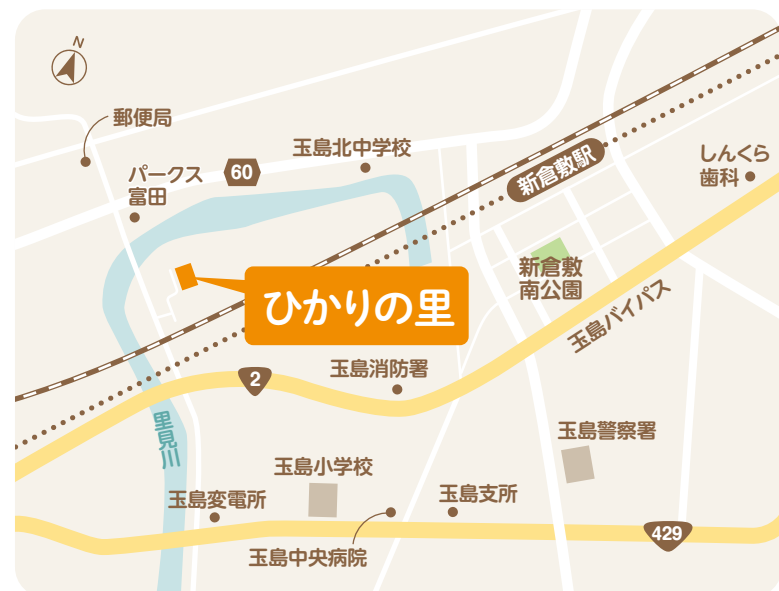 N
郵便局
玉島北中学校
しんくら
歯科
パークス
富田
60
新倉敷駅
新倉敷
南公園
ひかりの里
玉島バイパス
玉島消防署
2
里見川
玉島警察署
玉島小学校
玉島変電所
玉島支所
429
玉島中央病院